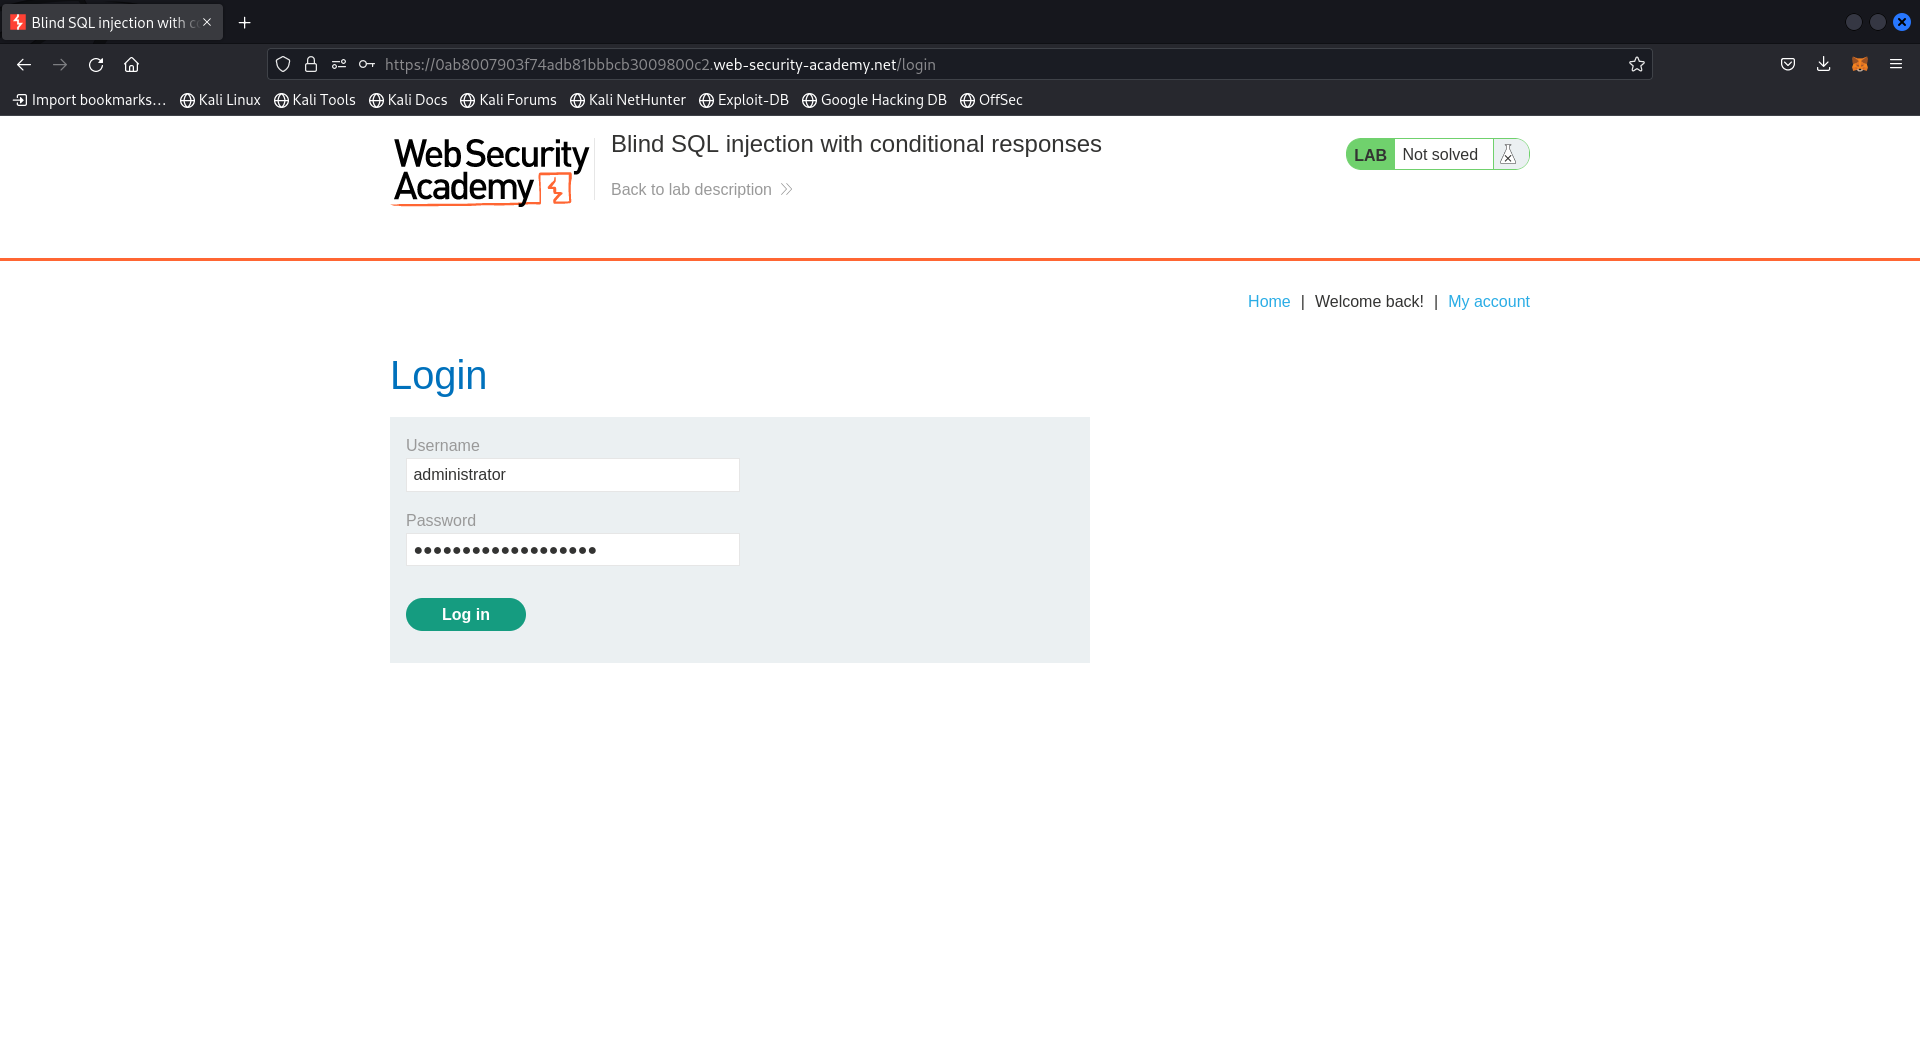 Blind SQL injection with c
https://0ab8007903f74adb81bbbcb3009800c2.web-security-academy.net/login
Import bookmarks... Kali Linux Kali Tools Kali Docs Kali Forums Kali NetHunter Exploit-DB Google Hacking DB OffSec
Web Security
Academy
Blind SQL injection with conditional responses
Back to lab description
LAB Not solved
Home | Welcome back! | My account
Login
Username
administrator
Password
●●●●●●●●●●●●●●●●●●●
Log in